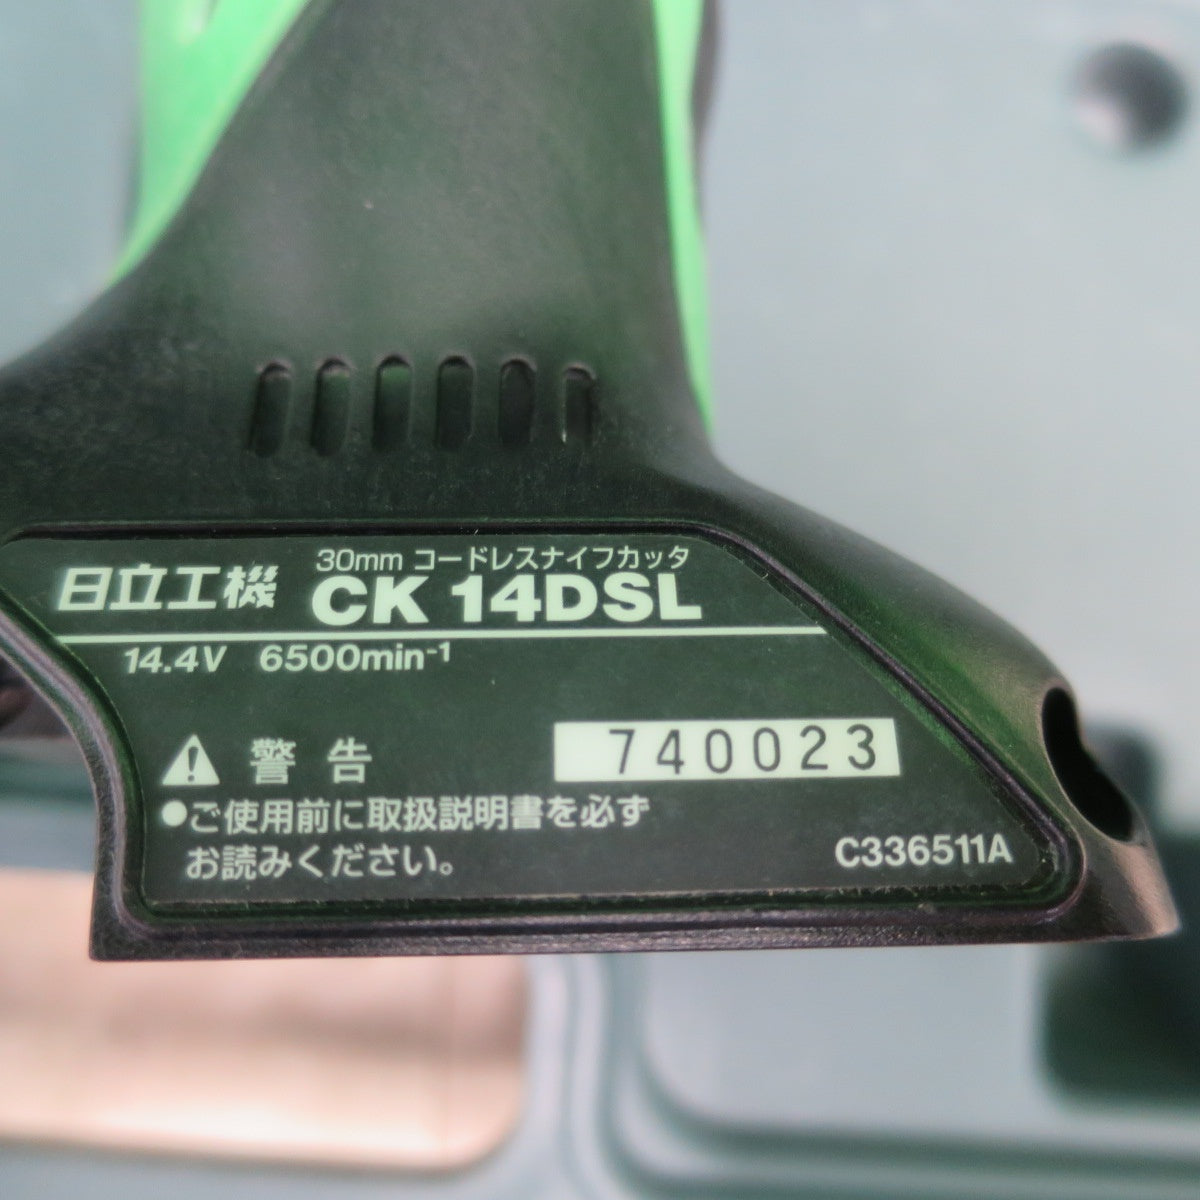 30mm コードレスナイフカッタ
日立工機 CK 14DSL
14.4V 6500min⁻¹
警告
740023
●ご使用前に取扱説明書を必ず
お読みください。
C336511A